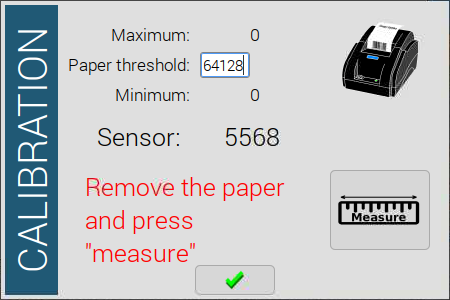 CALIBRATION
Maximum: 0
Paper threshold: 64128
Minimum: 0
Sensor: 5568
Remove the paper
and press
"measure"
Measure